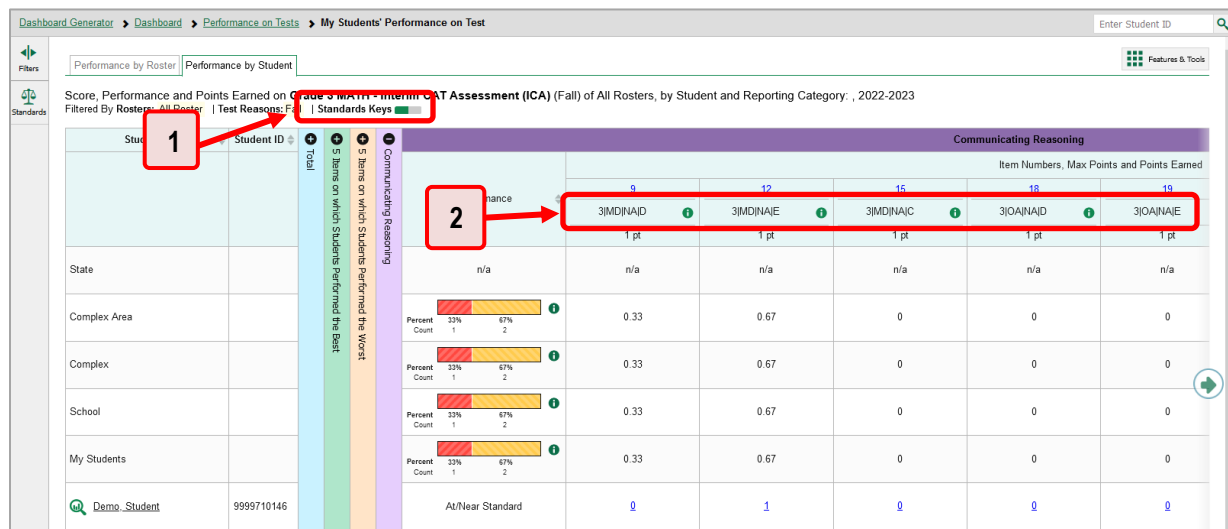 Dashboard Generator > Dashboard > Performance on Tests > My Students' Performance on Test
Enter Student ID
Filters
Standards
Performance by Roster
Performance by Student
Features & Tools
Score, Performance and Points Earned on Grade 3 MATH - Interim CAT Assessment (ICA) (Fall) of All Rosters, by Student and Reporting Category: , 2022-2023
Filtered By Rosters: All Roster | Test Reasons: Fall | Standards Keys
1
2
Student ID
Total
5 Items on which Students Performed the Best
5 Items on which Students Performed the Worst
Communicating Reasoning
Communicating Reasoning
Item Numbers, Max Points and Points Earned
9 12 15 18 19
3|MD|NA|D 3|MD|NA|E 3|MD|NA|C 3|OA|NA|D 3|OA|NA|E
1 pt 1 pt 1 pt 1 pt 1 pt
State n/a n/a n/a n/a n/a n/a
Complex Area 0.33 0.67 0 0 0
Percent 33% 67%
Count 1 2
Complex 0.33 0.67 0 0 0
Percent 33% 67%
Count 1 2
School 0.33 0.67 0 0 0
Percent 33% 67%
Count 1 2
My Students 0.33 0.67 0 0 0
Percent 33% 67%
Count 1 2
Demo, Student 9999710146 At/Near Standard 0 1 0 0 0